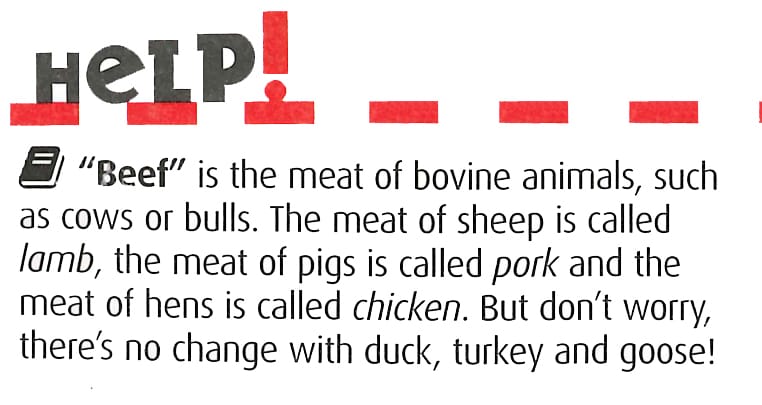 HeLP!
“Beef” is the meat of bovine animals, such
as cows or bulls. The meat of sheep is called
lamb, the meat of pigs is called pork and the
meat of hens is called chicken. But don’t worry,
there’s no change with duck, turkey and goose!